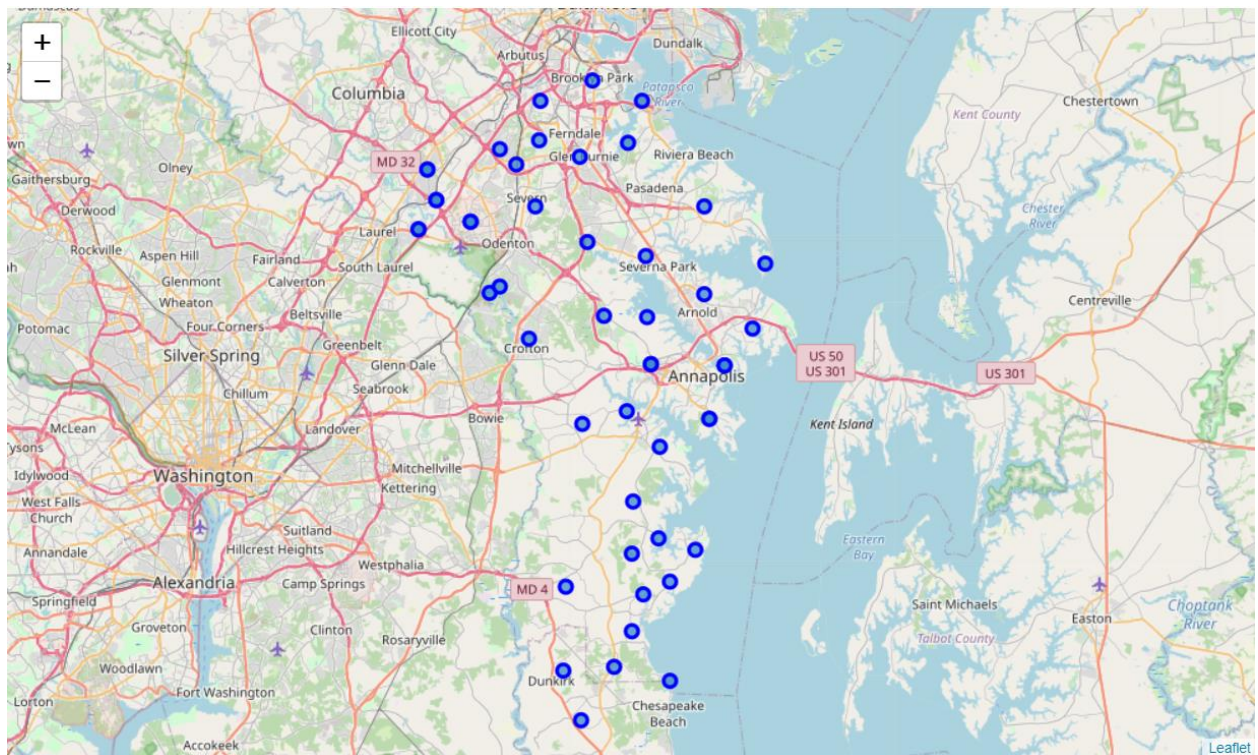 Ellicott City
Dundalk
Arbutus
Columbia
Patapsco
River
Chestertown
Kent County
Ferndale
Olney
MD 32
Riviera Beach
Gaithersburg
Pasadena
Derwood
Severn
Chester
River
Rockville
Laurel
Odenton
Aspen Hill
Fairland
South Laurel
Severna Park
Glenmont
Calverton
Wheaton
Beltsville
Centreville
Potomac
Four Corners
Arnold
Silver Spring
Greenbelt
Crofton
US 50
US 301
Glenn Dale
US 301
Annapolis
Chillum
Seabrook
Bowie
McLean
Landover
Kent Island
Tysons
Mitchellville
Idylwood
Washington
Kettering
West Falls
Church
Suitland
Annandale
Hillcrest Heights
Eastern
Bay
Westphalia
Alexandria
Camp Springs
MD 4
Springfield
Saint Michaels
Choptank
River
Easton
Groveton
Clinton
Rosaryville
Talbot County
Woodlawn
Dunkirk
Fort Washington
Lorton
Chesapeake
Beach
Accokeek
Leaflet
+
−